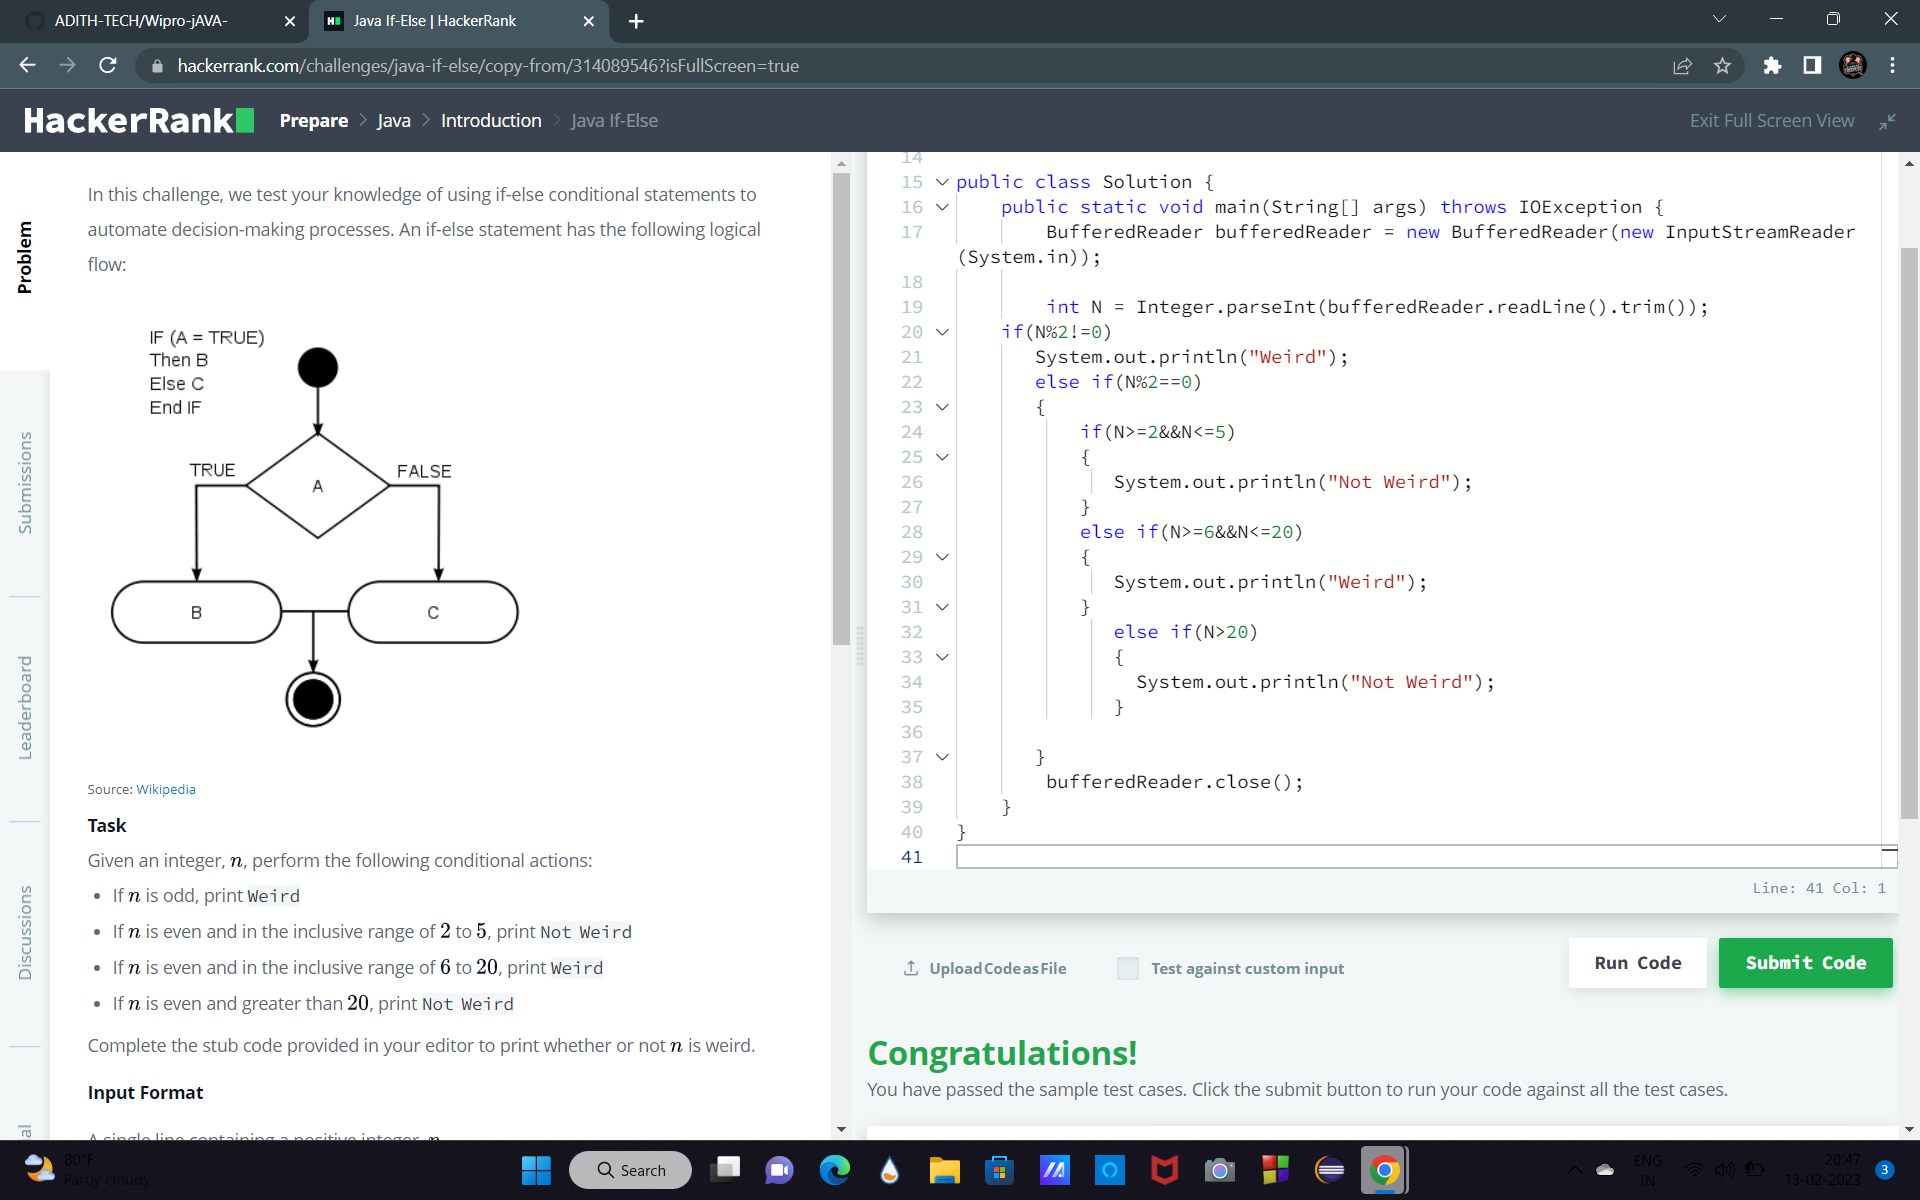 ADITH-TECH/Wipro-jAVA-
Java If-Else | HackerRank
hackerrank.com/challenges/java-if-else/copy-from/314089546?isFullScreen=true
HackerRank
Prepare > Java > Introduction > Java If-Else
Exit Full Screen View
Problem
Submissions
Leaderboard
Discussions
In this challenge, we test your knowledge of using if-else conditional statements to
automate decision-making processes. An if-else statement has the following logical
flow:
IF (A = TRUE)
Then B
Else C
End IF
TRUE
FALSE
A
B
C
Source: Wikipedia
Task
Given an integer, n, perform the following conditional actions:
• If n is odd, print Weird
• If n is even and in the inclusive range of 2 to 5, print Not Weird
• If n is even and in the inclusive range of 6 to 20, print Weird
• If n is even and greater than 20, print Not Weird
Complete the stub code provided in your editor to print whether or not n is weird.
Input Format
A single line containing a positive integer, n
14
15 public class Solution {
16 public static void main(String[] args) throws IOException {
17 BufferedReader bufferedReader = new BufferedReader(new InputStreamReader
(System.in));
18
19 int N = Integer.parseInt(bufferedReader.readLine().trim());
20 if(N%2!=0)
21 System.out.println("Weird");
22 else if(N%2==0)
23 {
24 if(N>=2&&N<=5)
25 {
26 System.out.println("Not Weird");
27 }
28 else if(N>=6&&N<=20)
29 {
30 System.out.println("Weird");
31 }
32 else if(N>20)
33 {
34 System.out.println("Not Weird");
35 }
36
37 }
38 bufferedReader.close();
39 }
40 }
41
Line: 41 Col: 1
Upload Code as File
Test against custom input
Run Code
Submit Code
Congratulations!
You have passed the sample test cases. Click the submit button to run your code against all the test cases.
80°F
Partly cloudy
Search
ENG
IN
20:47
13-02-2023
3